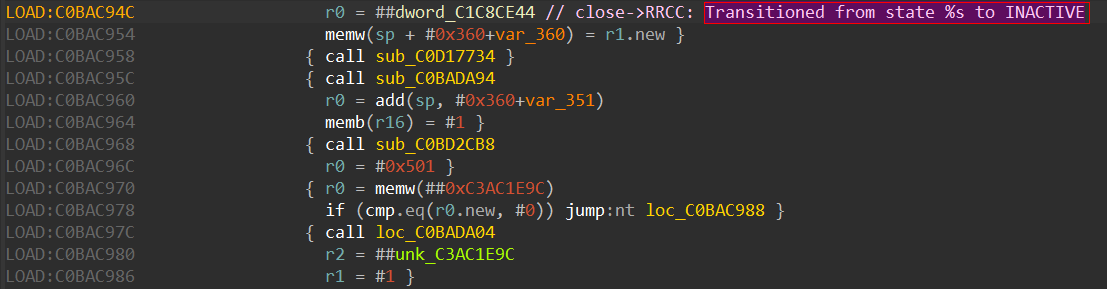 LOAD:C0BAC94C r0 = ##dword_C1C8CE44 // close->RRCC: Transitioned from state %s to INACTIVE
LOAD:C0BAC954 memw(sp + #0x360+var_360) = r1.new }
LOAD:C0BAC958 { call sub_C0D17734 }
LOAD:C0BAC95C { call sub_C0BADA94
LOAD:C0BAC960 r0 = add(sp, #0x360+var_351)
LOAD:C0BAC964 memb(r16) = #1 }
LOAD:C0BAC968 { call sub_C0BD2CB8
LOAD:C0BAC96C r0 = #0x501 }
LOAD:C0BAC970 { r0 = memw(##0xC3AC1E9C)
LOAD:C0BAC978 if (cmp.eq(r0.new, #0)) jump:nt loc_C0BAC988 }
LOAD:C0BAC97C { call loc_C0BADA04
LOAD:C0BAC980 r2 = ##unk_C3AC1E9C
LOAD:C0BAC986 r1 = #1 }